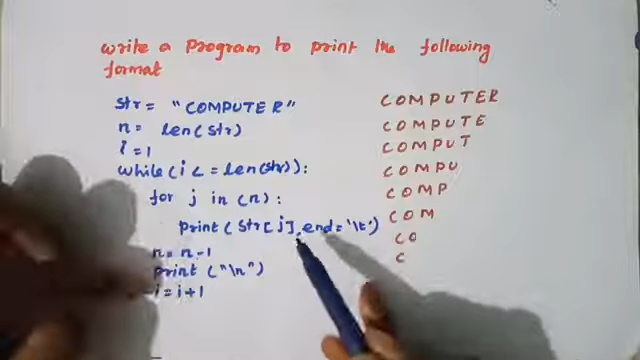 write a program to print the following
format
str = "COMPUTER"
n = len(str)
i = 1
while (i <= len(str)):
for j in (n):
print (str[j], end='\t')
n = n-1
print ("\n")
i = i+1
COMPUTER
COMPUTE
COMPUT
COMPU
COMP
COM
CO
C